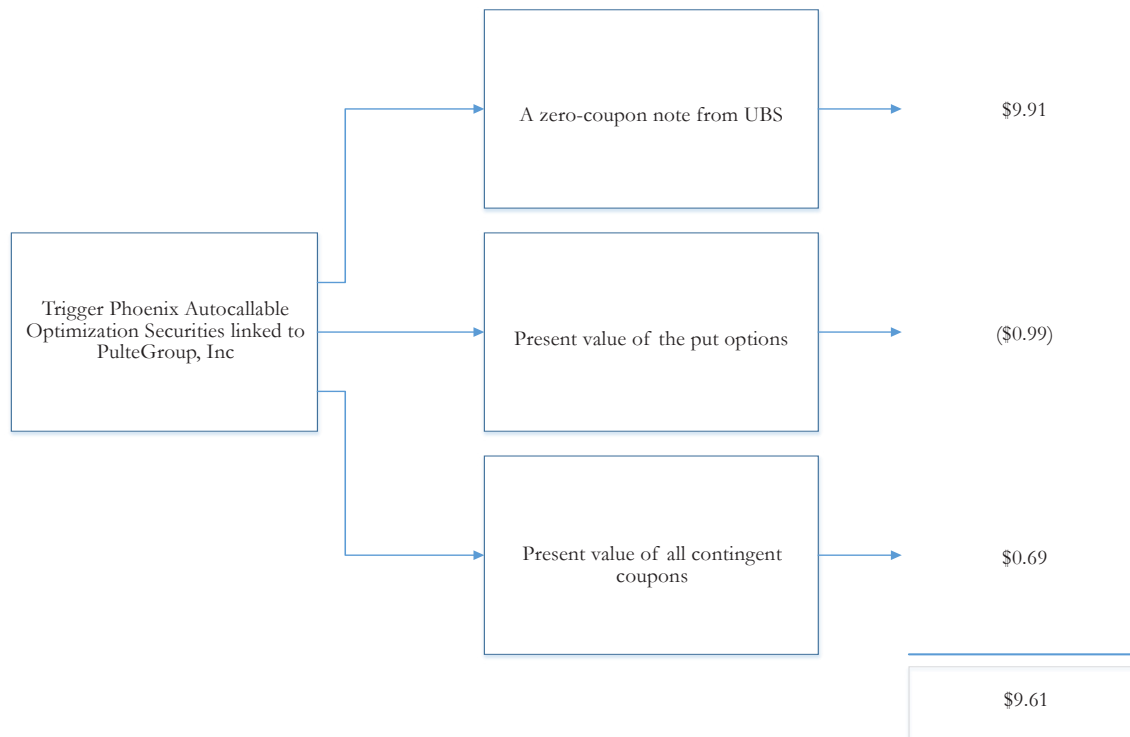 A zero-coupon note from UBS
$9.91
Trigger Phoenix Autocallable
Optimization Securities linked to
PulteGroup, Inc
Present value of the put options
($0.99)
Present value of all contingent
coupons
$0.69
$9.61